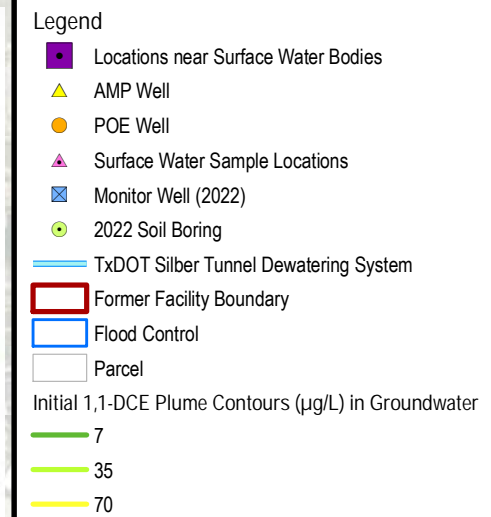 Legend
Locations near Surface Water Bodies
AMP Well
POE Well
Surface Water Sample Locations
Monitor Well (2022)
2022 Soil Boring
TxDOT Silber Tunnel Dewatering System
Former Facility Boundary
Flood Control
Parcel
Initial 1,1-DCE Plume Contours (µg/L) in Groundwater
7
35
70